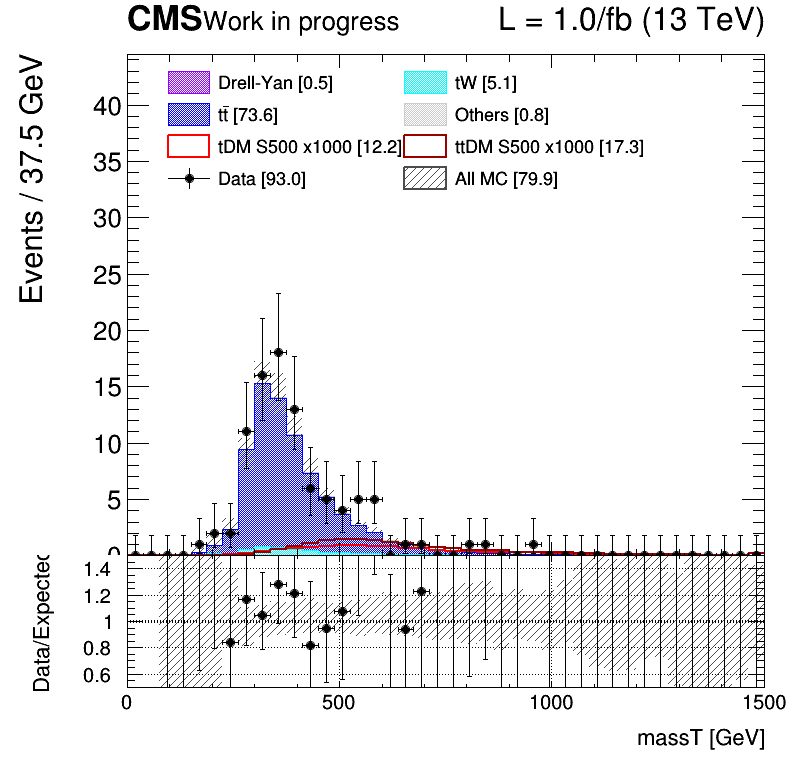 CMS Work in progress L = 1.0/fb (13 TeV)
Events / 37.5 GeV
40
35
30
25
20
15
10
5
0
Drell-Yan [0.5] tW [5.1]
tt̄ [73.6] Others [0.8]
tDM S500 x1000 [12.2] ttDM S500 x1000 [17.3]
Data [93.0] All MC [79.9]
Data/Expected
1.4
1.2
1
0.8
0.6
0 500 1000 1500
massT [GeV]